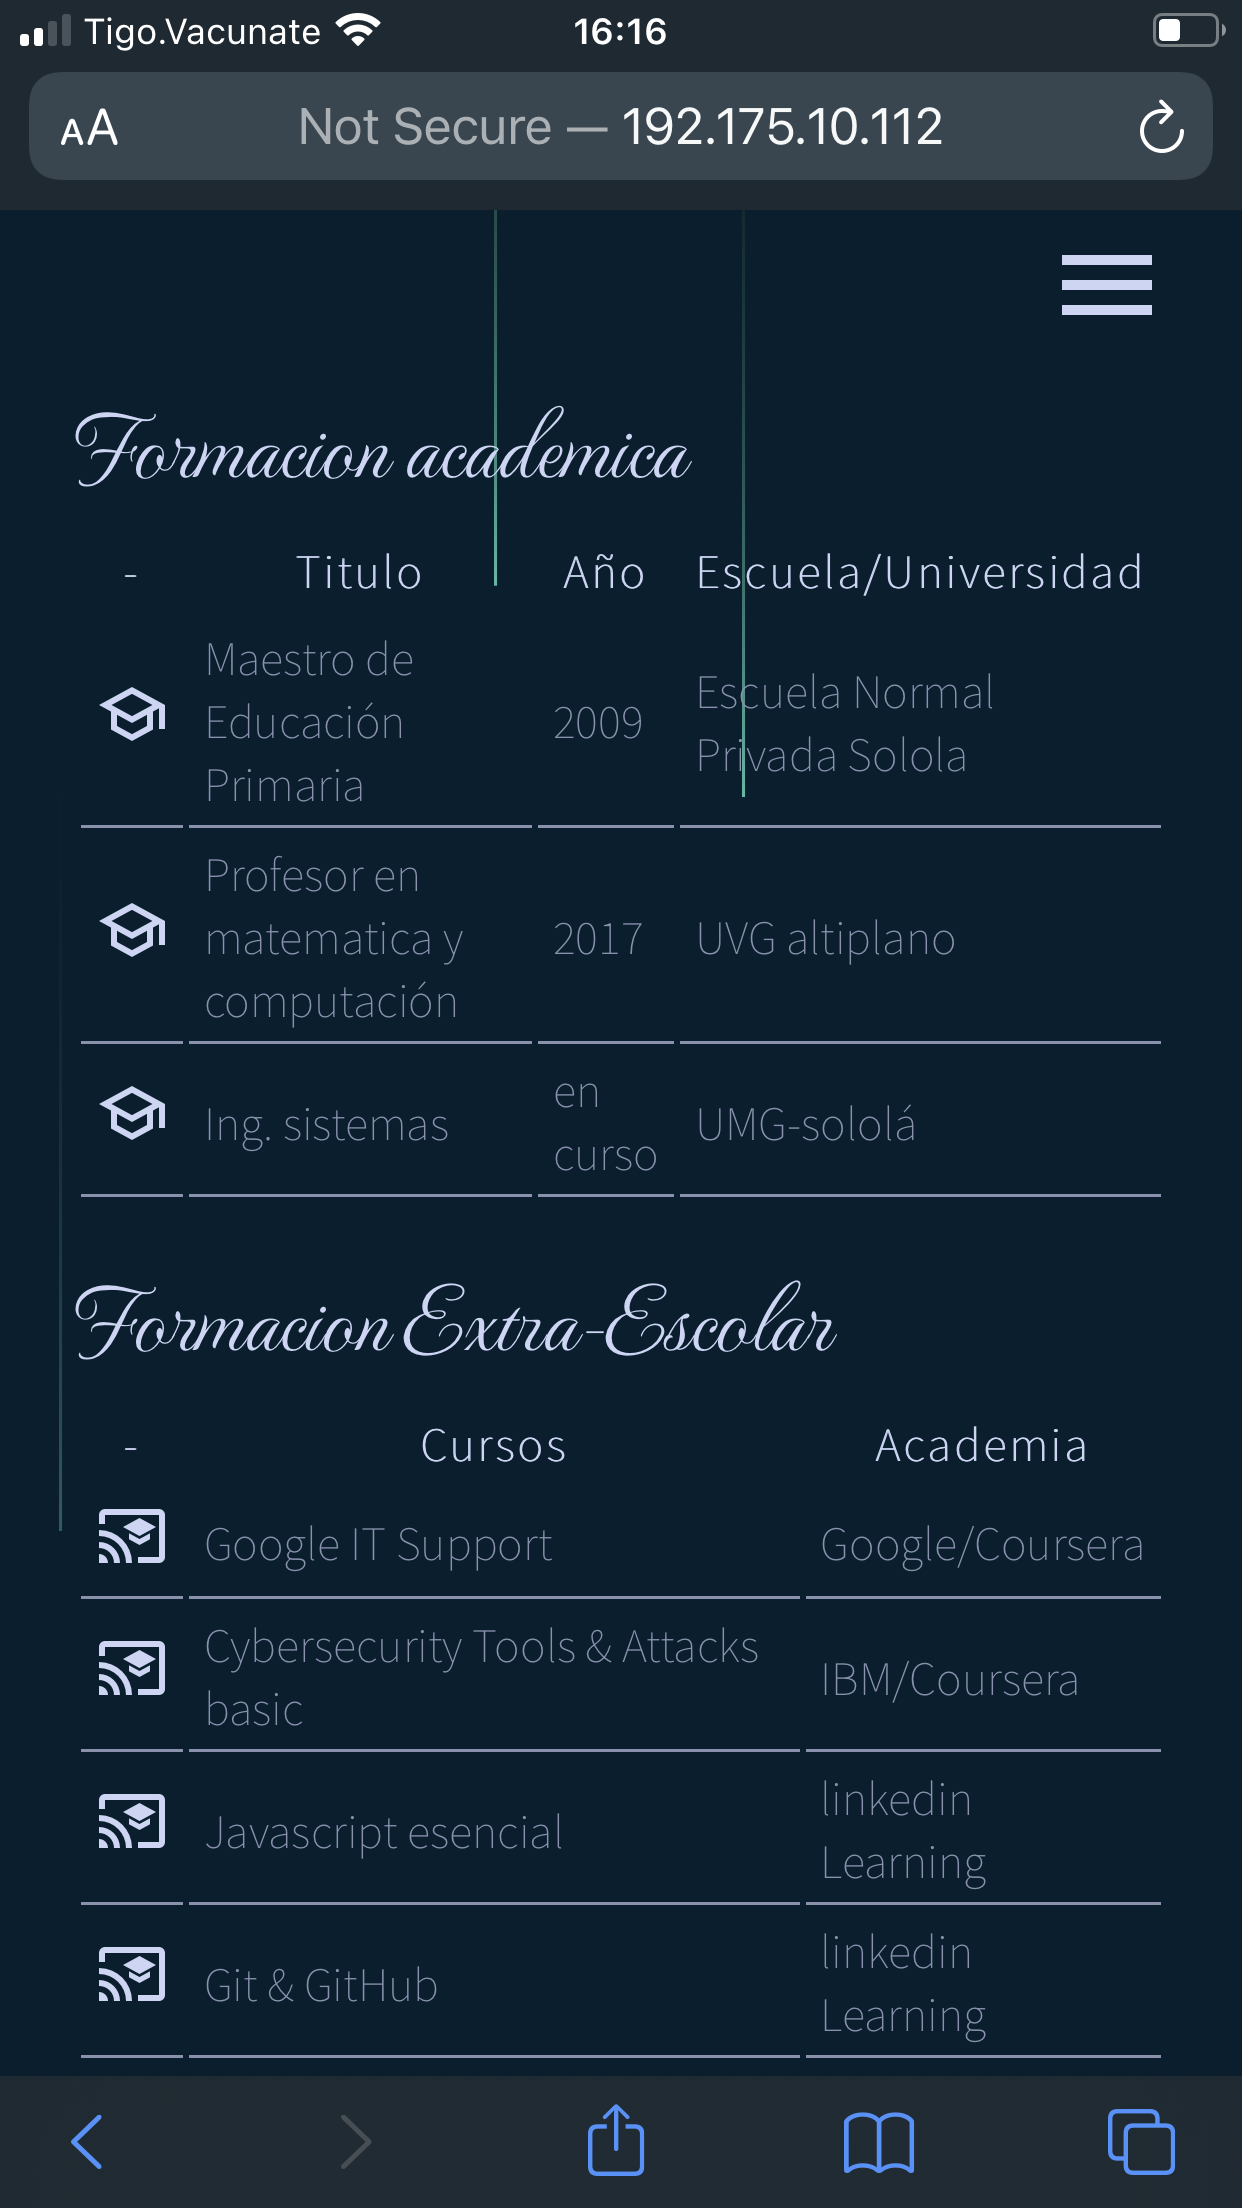 Tigo.Vacunate 16:16
AA Not Secure — 192.175.10.112
Formacion academica
- Titulo Año Escuela/Universidad
Maestro de
Educación
Primaria
2009
Escuela Normal
Privada Solola
Profesor en
matematica y
computación
2017
UVG altiplano
Ing. sistemas
en
curso
UMG-sololá
Formacion Extra-Escolar
- Cursos Academia
Google IT Support Google/Coursera
Cybersecurity Tools & Attacks
basic
IBM/Coursera
Javascript esencial
linkedin
Learning
Git & GitHub
linkedin
Learning